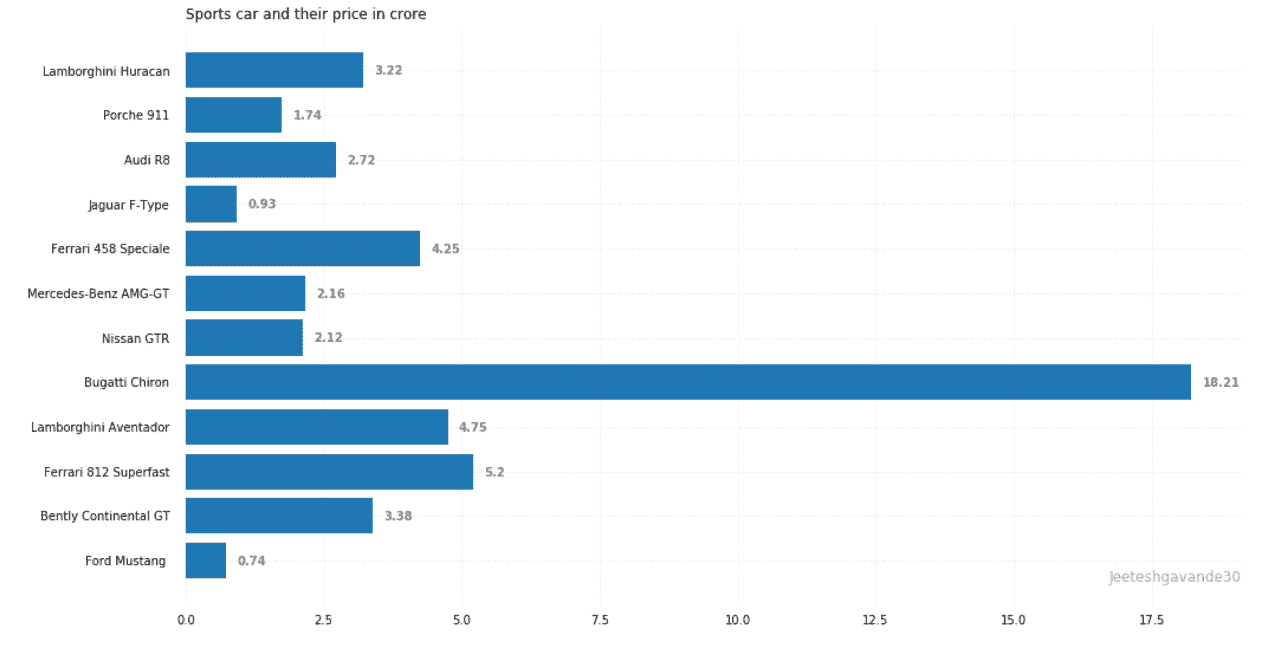 Sports car and their price in crore
Lamborghini Huracan 3.22
Porche 911 1.74
Audi R8 2.72
Jaguar F-Type 0.93
Ferrari 458 Speciale 4.25
Mercedes-Benz AMG-GT 2.16
Nissan GTR 2.12
Bugatti Chiron 18.21
Lamborghini Aventador 4.75
Ferrari 812 Superfast 5.2
Bently Continental GT 3.38
Ford Mustang 0.74
Jeeteshgavande30
0.0 2.5 5.0 7.5 10.0 12.5 15.0 17.5